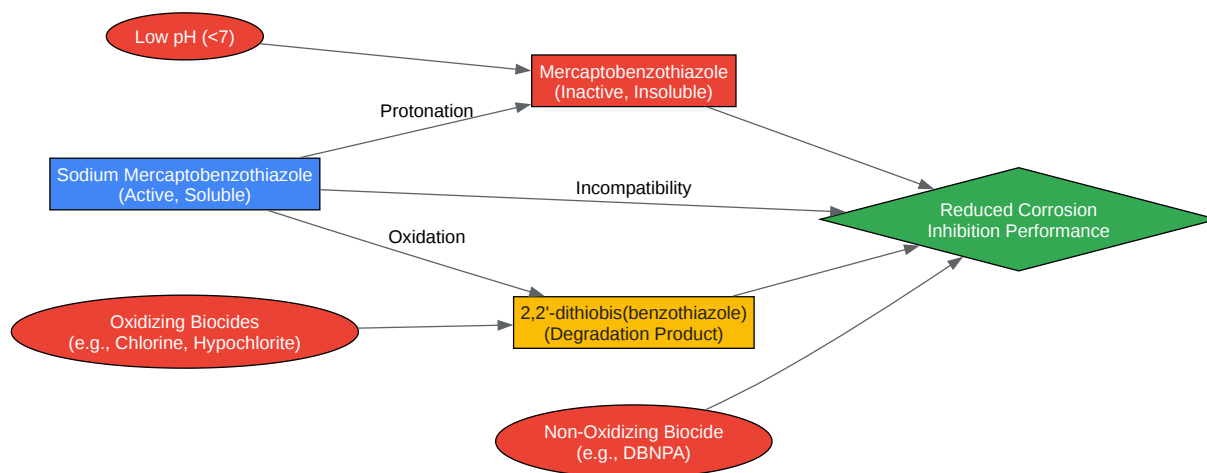 Low pH (<7)
Mercaptobenzothiazole
(Inactive, Insoluble)
Protonation
Sodium Mercaptobenzothiazole
(Active, Soluble)
Incompatibility
Reduced Corrosion
Inhibition Performance
Oxidation
2,2'-dithiobis(benzothiazole)
(Degradation Product)
Oxidizing Biocides
(e.g., Chlorine, Hypochlorite)
Non-Oxidizing Biocide
(e.g., DBNPA)